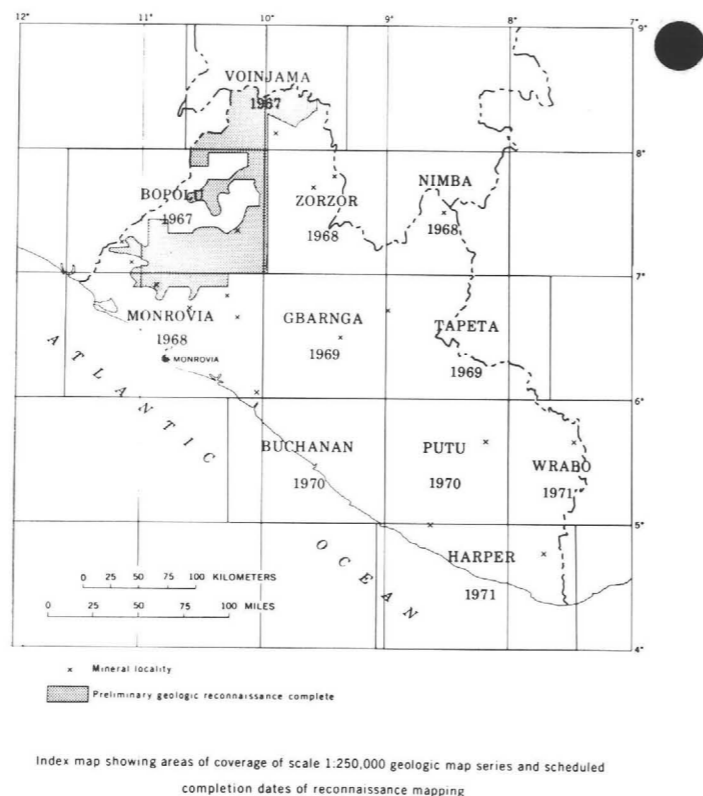 12° 11° 10° 9° 8° 7° 9°
VOINJAMA
1967
8°
BOPOLU
1967
ZORZOR
1968
NIMBA
1968
7°
MONROVIA
1968
MONROVIA
GBARNGA
1969
TAPETA
1969
6°
ATLANTIC
OCEAN
BUCHANAN
1970
PUTU
1970
WRABO
1971
5°
HARPER
1971
0 25 50 75 100 KILOMETERS
0 25 50 75 100 MILES
4°
x Mineral locality
Preliminary geologic reconnaissance complete
Index map showing areas of coverage of scale 1:250,000 geologic map series and scheduled
completion dates of reconnaissance mapping